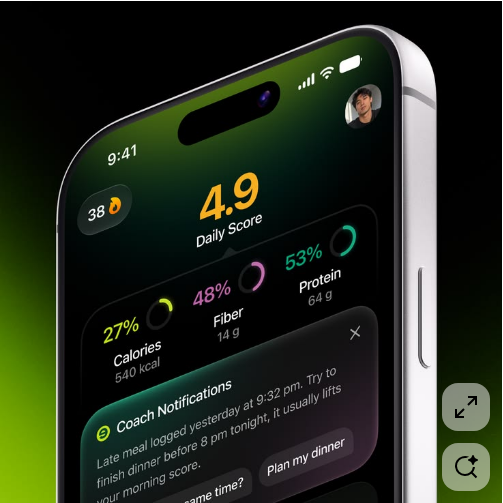 9:41
38
4.9
Daily Score
27%
Calories
540 kcal
48%
Fiber
14 g
53%
Protein
64 g
Coach Notifications
Late meal logged yesterday at 9:32 pm. Try to
finish dinner before 8 pm tonight, it usually lifts
your morning score.
same time?
Plan my dinner